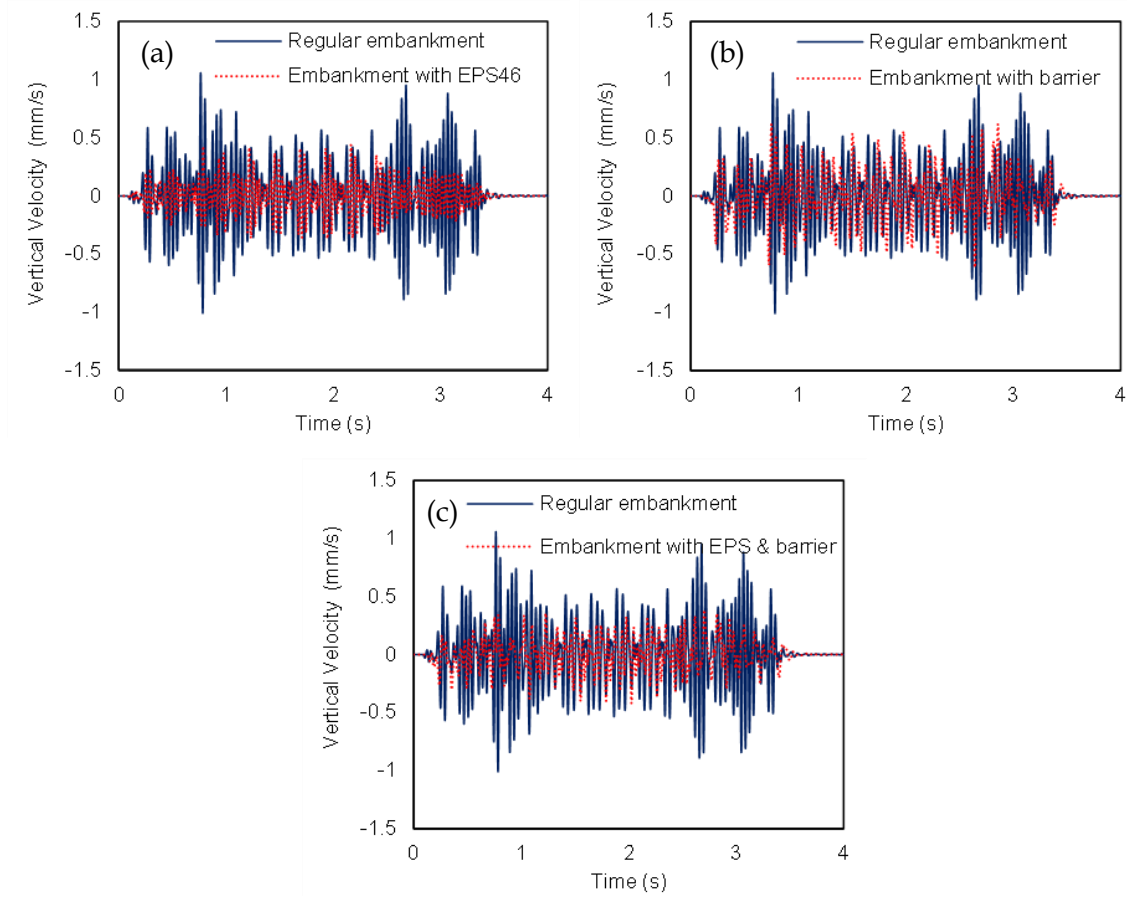 (a)
Regular embankment
Embankment with EPS46
Vertical Velocity (mm/s)
1.5
1
0.5
0
-0.5
-1
-1.5
0 1 2 3 4
Time (s)
(b)
Regular embankment
Embankment with barrier
Vertical Velocity (mm/s)
1.5
1
0.5
0
-0.5
-1
-1.5
0 1 2 3 4
Time (s)
(c)
Regular embankment
Embankment with EPS & barrier
Vertical Velocity (mm/s)
1.5
1
0.5
0
-0.5
-1
-1.5
0 1 2 3 4
Time (s)